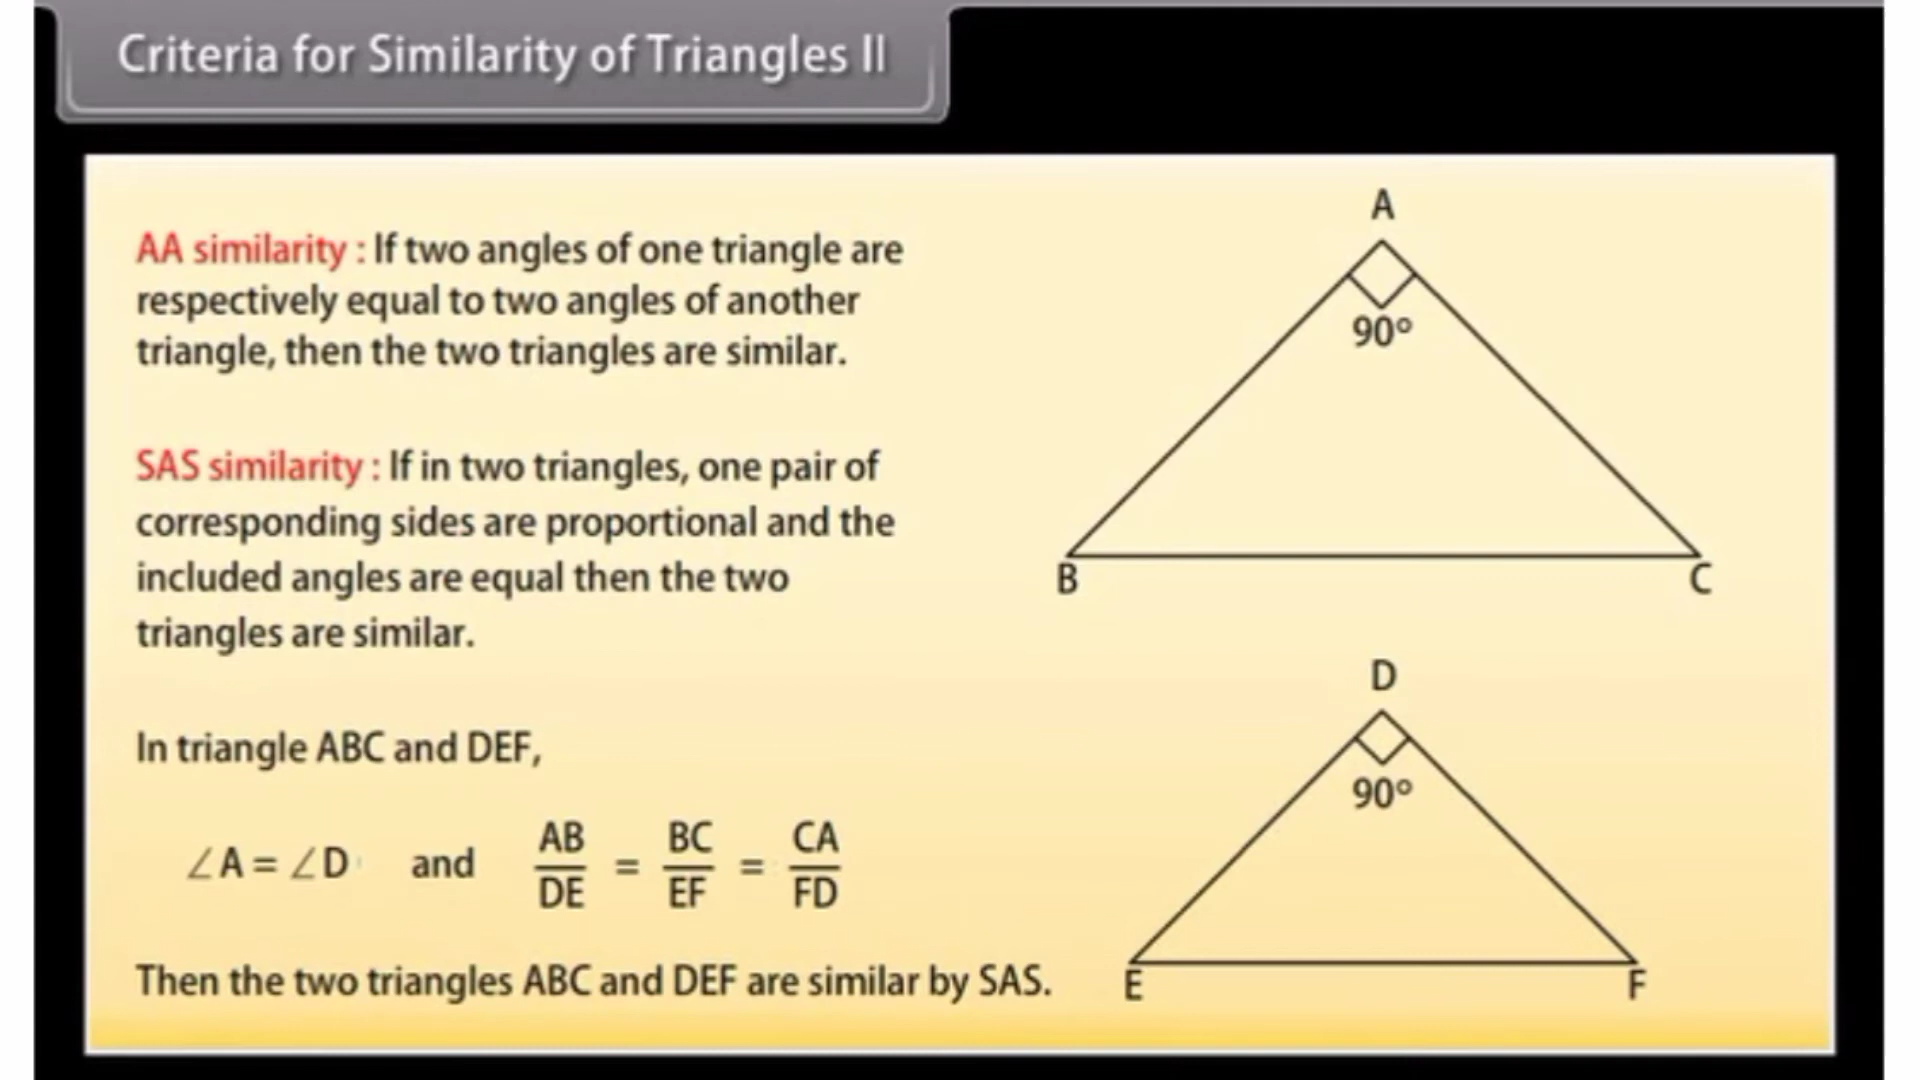 Criteria for Similarity of Triangles II
AA similarity : If two angles of one triangle are
respectively equal to two angles of another
triangle, then the two triangles are similar.
SAS similarity : If in two triangles, one pair of
corresponding sides are proportional and the
included angles are equal then the two
triangles are similar.
In triangle ABC and DEF,
∠A = ∠D and AB/DE = BC/EF = CA/FD
Then the two triangles ABC and DEF are similar by SAS.
A
90°
B C
D
90°
E F